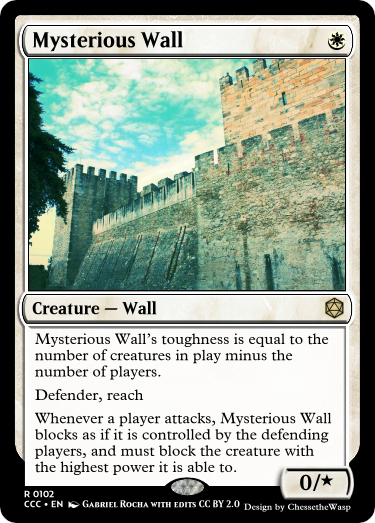 Mysterious Wall
Creature — Wall
Mysterious Wall's toughness is equal to the
number of creatures in play minus the
number of players.
Defender, reach
Whenever a player attacks, Mysterious Wall
blocks as if it is controlled by the defending
players, and must block the creature with
the highest power it is able to.
0/★
R 0102
CCC • EN Gabriel Rocha with edits CC BY 2.0
Design by ChessetheWasp